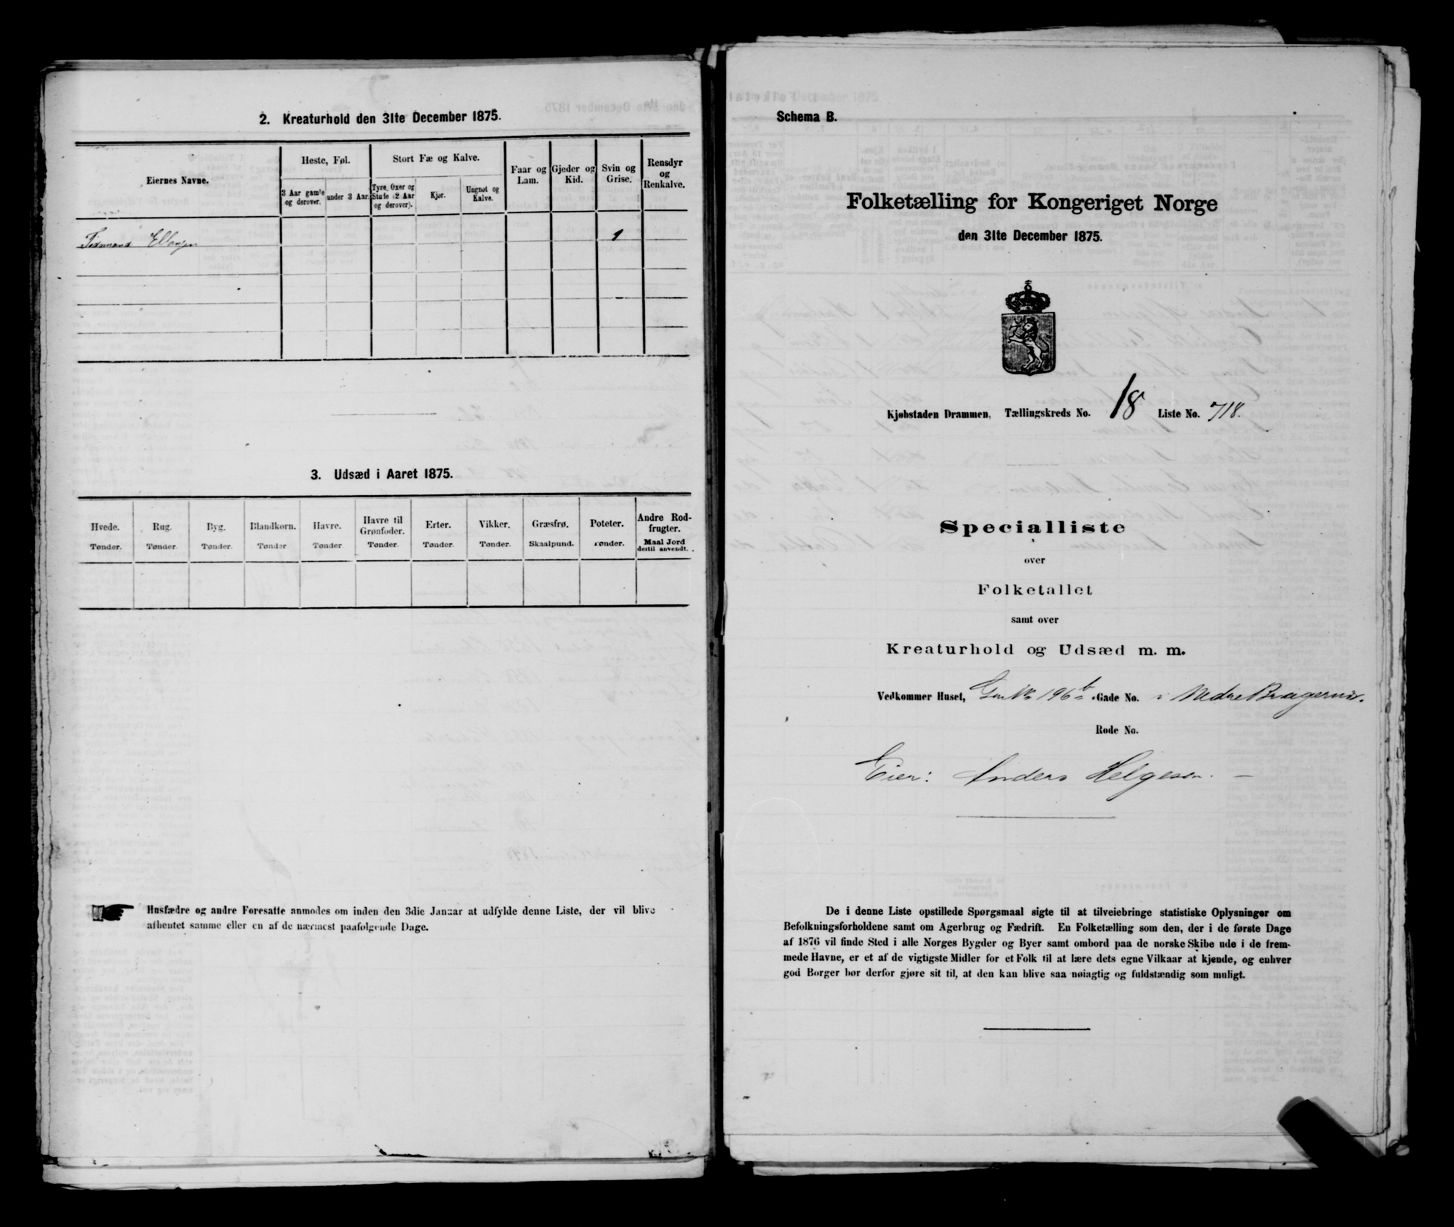 2. Kreaturhold den 31te December 1875.
Eiernes Navne.
Heste, Føl.
Stort Fæ og Kalve.
Faar og Lam.
Gjeder og Kid.
Svin og Grise.
Rensdyr og Renkalve.
3 Aar gamle og derover.
under 3 Aar.
Tyre, Oxer og Stude (2 Aar og derover).
Kjør.
Ungnøt og Kalve.
1
3. Udsæd i Aaret 1875.
Hvede. Rug. Byg. Blandkorn. Havre. Havre til Grønfoder. Erter. Vikker. Græsfrø. Poteter. Andre Rodfrugter.
Tønder. Tønder. Tønder. Tønder Tønder. Tønder. Tønder. Tønder. Skaalpund. Tønder. Maal Jord dertil anvendt.
Husfædre og andre Foresatte anmodes om inden den 3die Januar at udfylde denne Liste, der vil blive
afhentet samme eller en af de nærmest paafølgende Dage.
Schema B.
Folketælling for Kongeriget Norge
den 31te December 1875.
Kjøbstaden Drammen. Tællingskreds No. 18 Liste No. 718.
Specialliste
over
Folketallet
samt over
Kreaturhold og Udsæd m. m.
Vedkommer Huset, Gr. No 196 b. Gade No. i Nedre Bragernes.
Rode No.
Eier: Anders Helgesen. —
De i denne Liste opstillede Spørgsmaal sigte til at tilveiebringe statistiske Oplysninger om
Befolkningsforholdene samt om Agerbrug og Fædrift. En Folketælling som den, der i de første Dage
af 1876 vil finde Sted i alle Norges Bygder og Byer samt ombord paa de norske Skibe ude i de frem-
mede Havne, er et af de vigtigste Midler for et Folk til at lære dets egne Vilkaar at kjende, og enhver
god Borger bør derfor gjøre sit til, at den kan blive saa nøiagtig og fuldstændig som muligt.